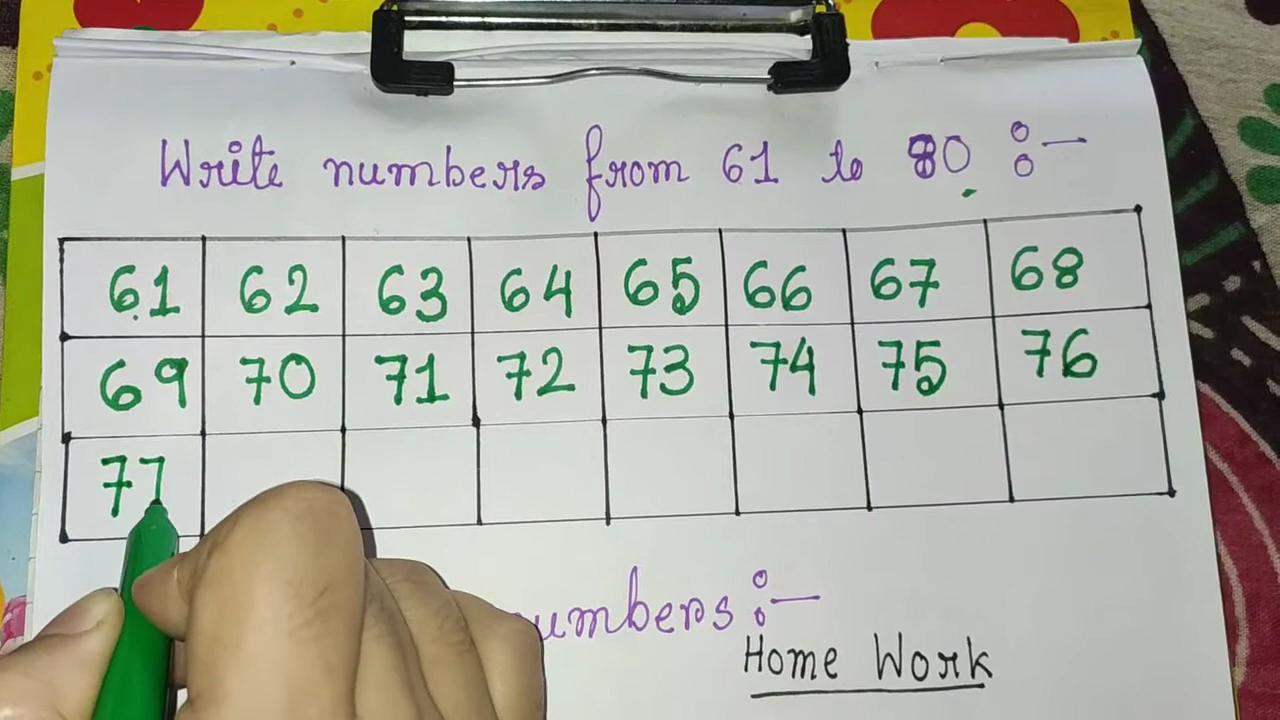 Write numbers from 61 to 80 :-
61 62 63 64 65 66 67 68
69 70 71 72 73 74 75 76
77
:-
Home Work